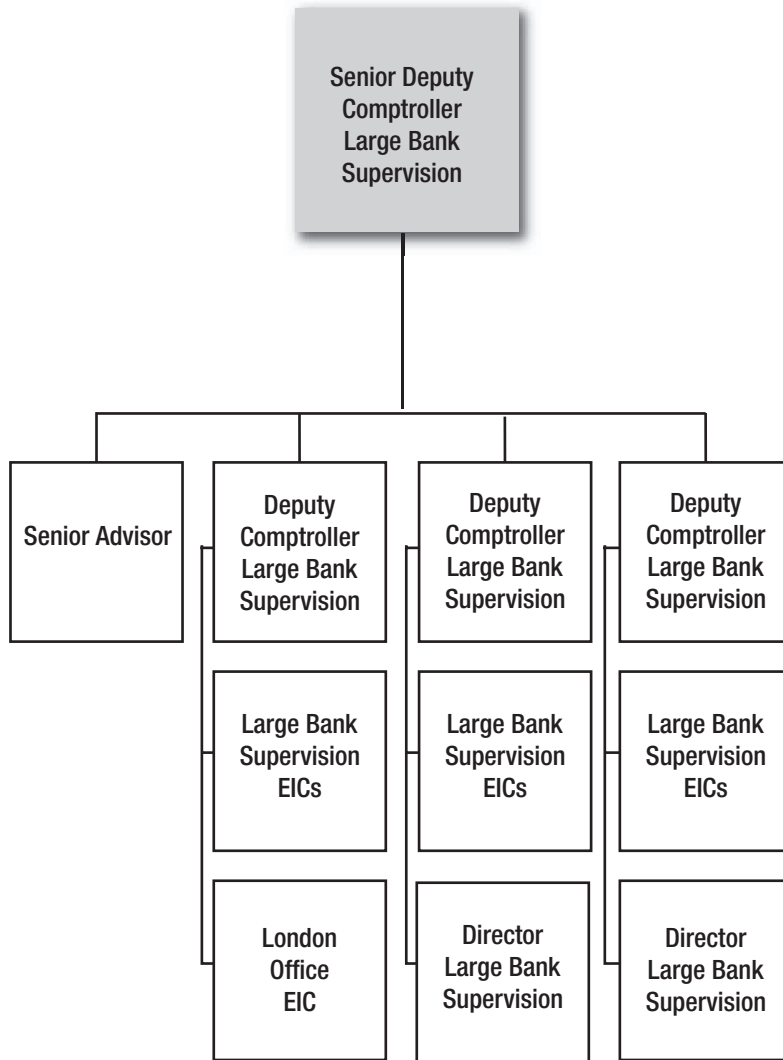 Senior Deputy
Comptroller
Large Bank
Supervision
Senior Advisor
Deputy
Comptroller
Large Bank
Supervision
Deputy
Comptroller
Large Bank
Supervision
Deputy
Comptroller
Large Bank
Supervision
Large Bank
Supervision
EICs
Large Bank
Supervision
EICs
Large Bank
Supervision
EICs
London
Office
EIC
Director
Large Bank
Supervision
Director
Large Bank
Supervision